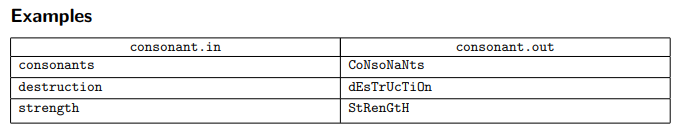 Examples
consonant.in consonant.out
consonants CoNsoNaNts
destruction dEsTrUcTiOn
strength StRenGtH